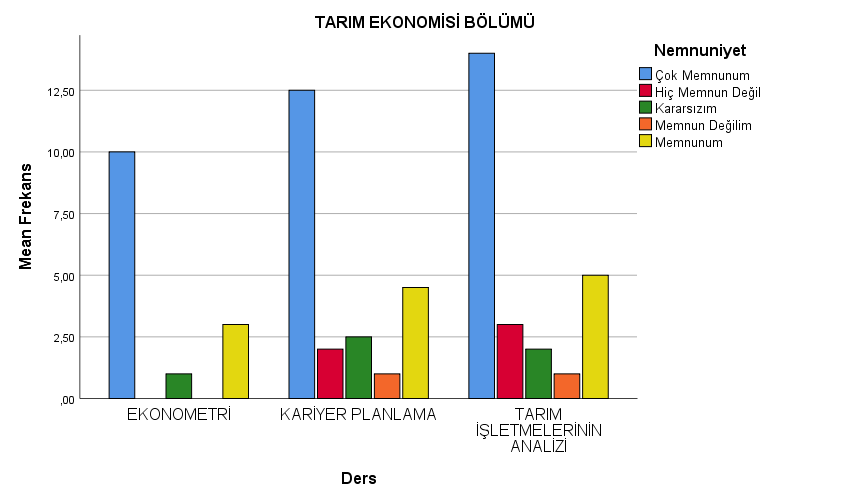 TARIM EKONOMİSİ BÖLÜMÜ
Nemnuniyet
Çok Memnunum
Hiç Memnun Değil
Kararsızım
Memnun Değilim
Memnunum
Mean Frekans
12,50
10,00
7,50
5,00
2,50
,00
EKONOMETRİ
KARİYER PLANLAMA
TARIM
İŞLETMELERİNİN
ANALİZİ
Ders